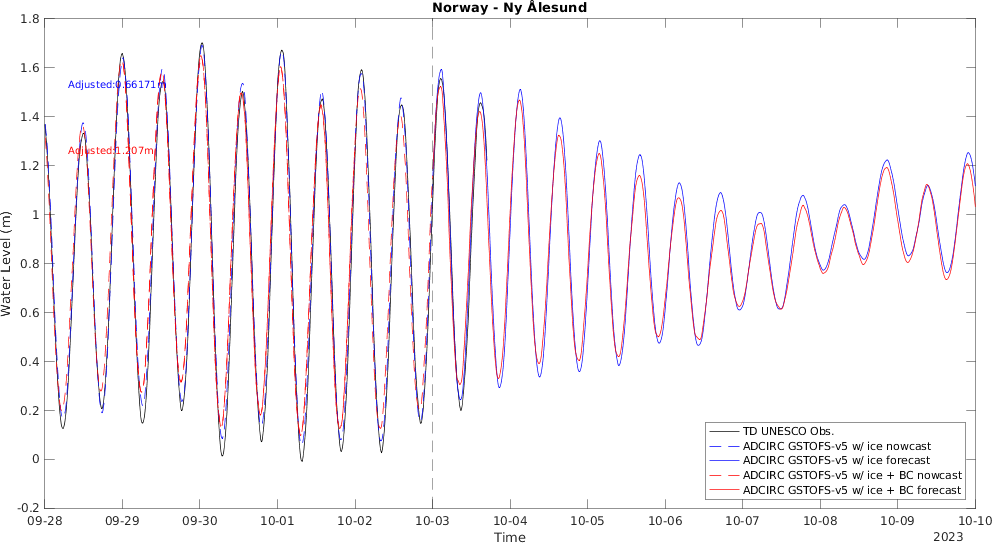 Norway - Ny Ålesund
1.8
1.6
1.4
1.2
1
0.8
0.6
0.4
0.2
0
-0.2
Water Level (m)
Adjusted:0.66171m
Adjusted:1.207m
TD UNESCO Obs.
ADCIRC GSTOFS-v5 w/ ice nowcast
ADCIRC GSTOFS-v5 w/ ice forecast
ADCIRC GSTOFS-v5 w/ ice + BC nowcast
ADCIRC GSTOFS-v5 w/ ice + BC forecast
09-28 09-29 09-30 10-01 10-02 10-03 10-04 10-05 10-06 10-07 10-08 10-09 10-10
Time
2023